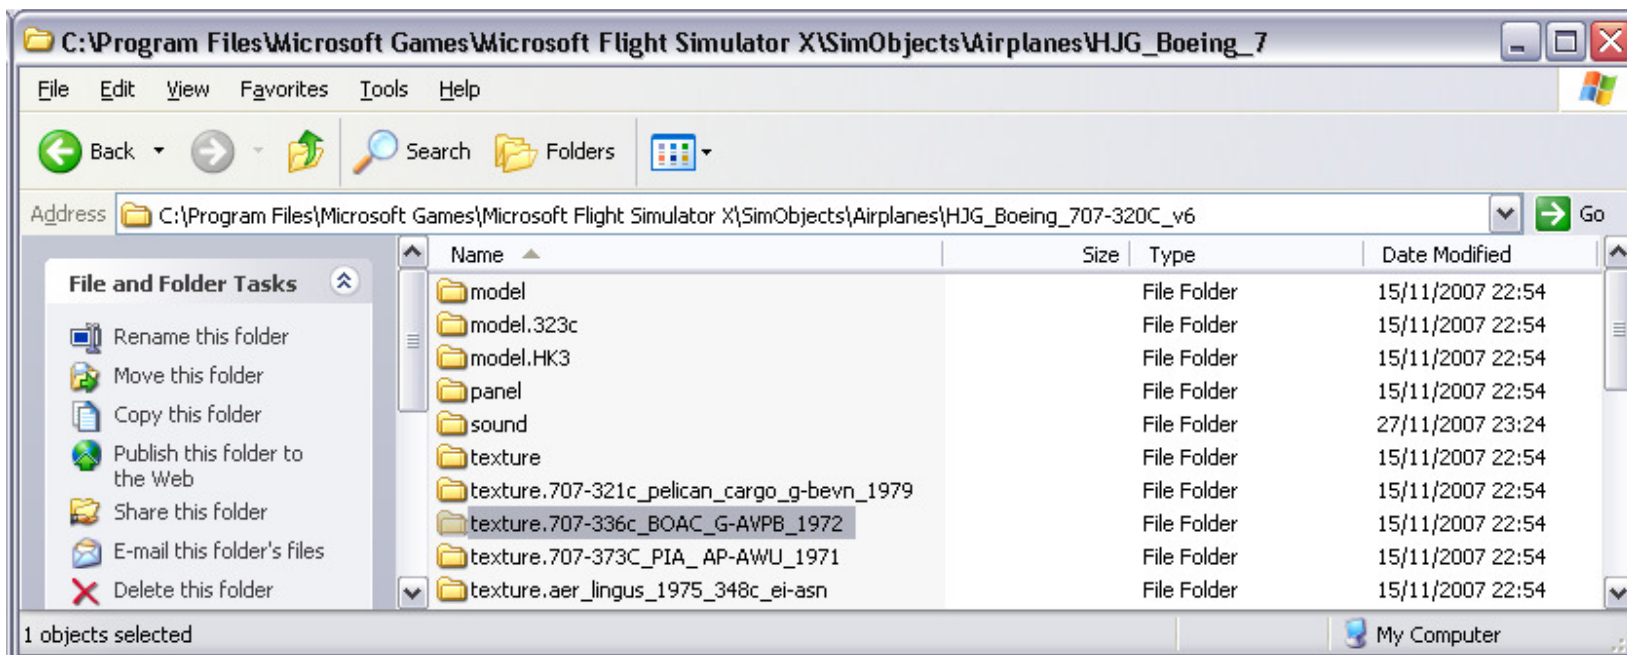 C:\Program Files\Microsoft Games\Microsoft Flight Simulator X\SimObjects\Airplanes\HJG_Boeing_7
File Edit View Favorites Tools Help
Back Search Folders
Address C:\Program Files\Microsoft Games\Microsoft Flight Simulator X\SimObjects\Airplanes\HJG_Boeing_707-320C_v6 Go
File and Folder Tasks
Rename this folder
Move this folder
Copy this folder
Publish this folder to
the Web
Share this folder
E-mail this folder's files
Delete this folder
Name Size Type Date Modified
model File Folder 15/11/2007 22:54
model.323c File Folder 15/11/2007 22:54
model.HK3 File Folder 15/11/2007 22:54
panel File Folder 15/11/2007 22:54
sound File Folder 27/11/2007 23:24
texture File Folder 15/11/2007 22:54
texture.707-321c_pelican_cargo_g-bevn_1979 File Folder 15/11/2007 22:54
texture.707-336c_BOAC_G-AVPB_1972 File Folder 15/11/2007 22:54
texture.707-373C_PIA_ AP-AWU_1971 File Folder 15/11/2007 22:54
texture.aer_lingus_1975_348c_ei-asn File Folder 15/11/2007 22:54
1 objects selected My Computer